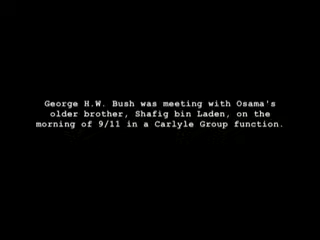 George H.W. Bush was meeting with Osama's
older brother, Shafig bin Laden, on the
morning of 9/11 in a Carlyle Group function.